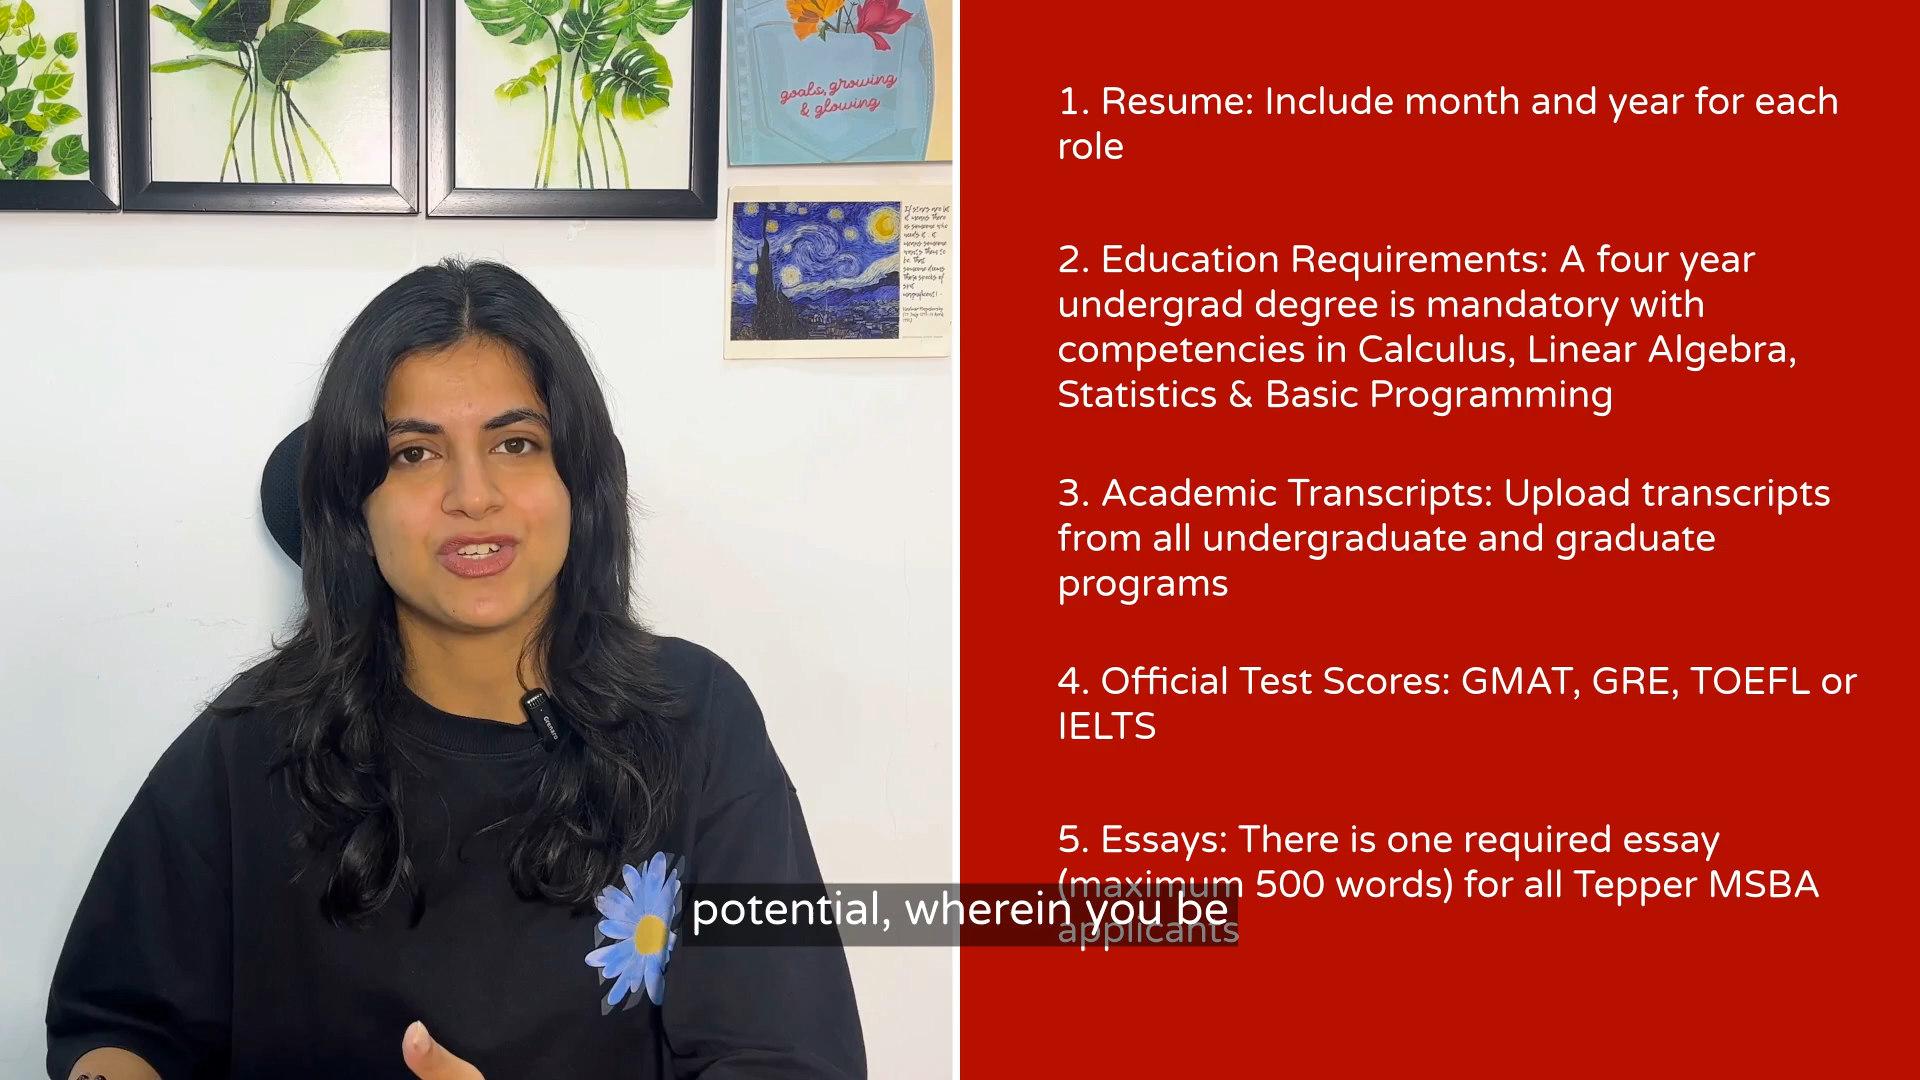 goals, growing
& glowing
1. Resume: Include month and year for each
role
2. Education Requirements: A four year
undergrad degree is mandatory with
competencies in Calculus, Linear Algebra,
Statistics & Basic Programming
3. Academic Transcripts: Upload transcripts
from all undergraduate and graduate
programs
4. Official Test Scores: GMAT, GRE, TOEFL or
IELTS
5. Essays: There is one required essay
(maximum 500 words) for all Tepper MSBA
applicants
potential, wherein you be